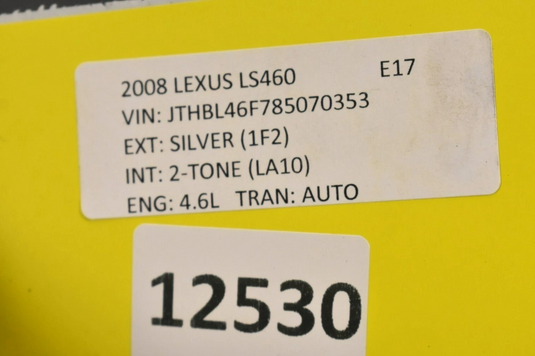 2008 LEXUS LS460 E17
VIN: JTHBL46F785070353
EXT: SILVER (1F2)
INT: 2-TONE (LA10)
ENG: 4.6L TRAN: AUTO
12530